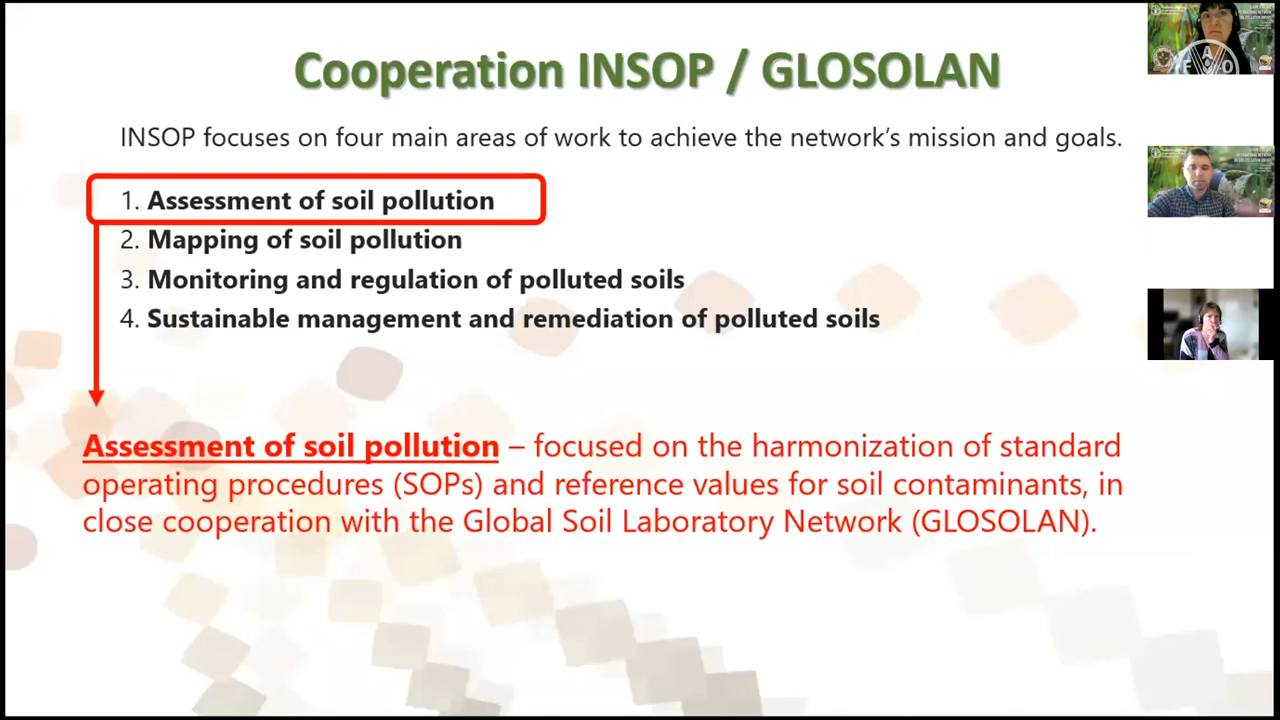 Cooperation INSOP / GLOSOLAN
INSOP focuses on four main areas of work to achieve the network's mission and goals.
1. Assessment of soil pollution
2. Mapping of soil pollution
3. Monitoring and regulation of polluted soils
4. Sustainable management and remediation of polluted soils
Assessment of soil pollution – focused on the harmonization of standard
operating procedures (SOPs) and reference values for soil contaminants, in
close cooperation with the Global Soil Laboratory Network (GLOSOLAN).